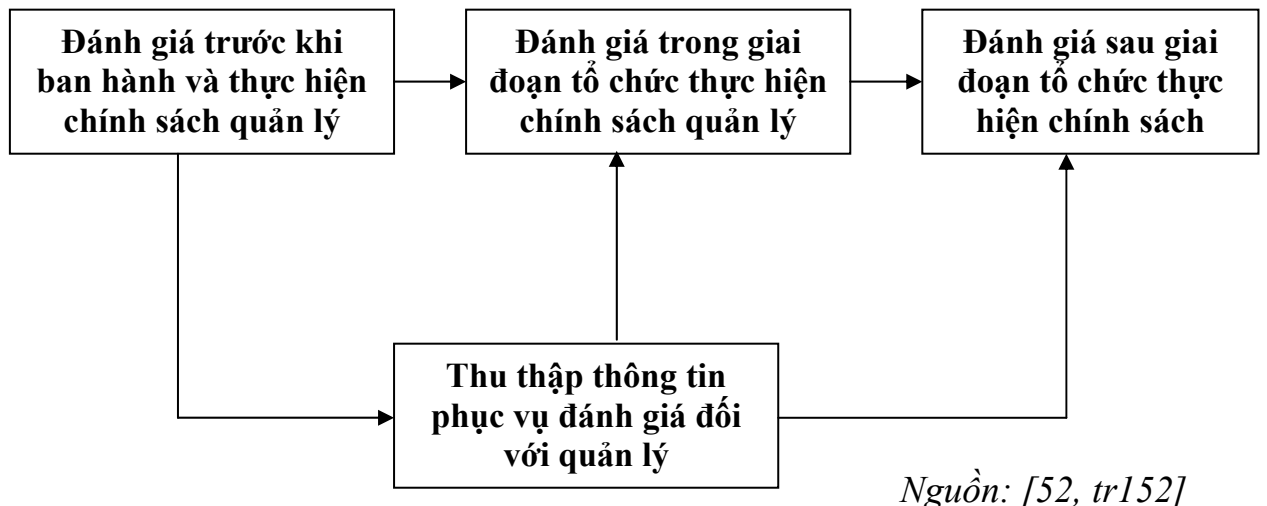 Đánh giá trước khi
ban hành và thực hiện
chính sách quản lý
Đánh giá trong giai
đoạn tổ chức thực hiện
chính sách quản lý
Đánh giá sau giai
đoạn tổ chức thực
hiện chính sách
Thu thập thông tin
phục vụ đánh giá đối
với quản lý
Nguồn: [52, tr152]